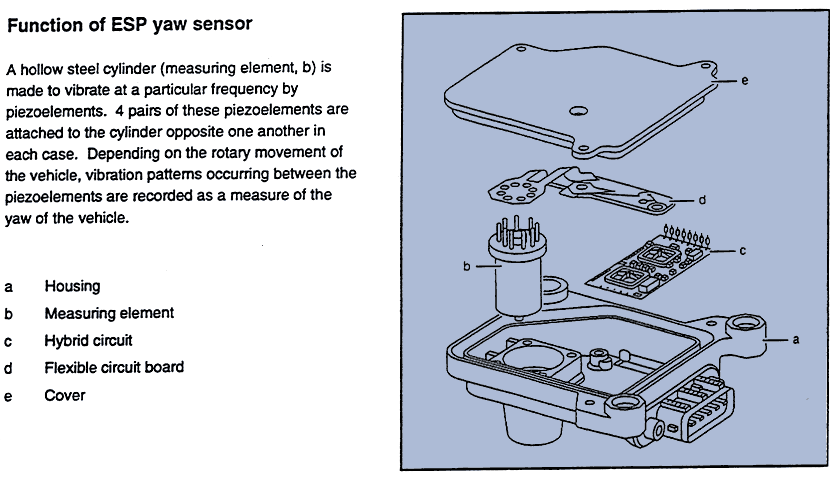 Function of ESP yaw sensor
A hollow steel cylinder (measuring element, b) is
made to vibrate at a particular frequency by
piezoelements. 4 pairs of these piezoelements are
attached to the cylinder opposite one another in
each case. Depending on the rotary movement of
the vehicle, vibration patterns occurring between the
piezoelements are recorded as a measure of the
yaw of the vehicle.
a Housing
b Measuring element
c Hybrid circuit
d Flexible circuit board
e Cover
e
d
c
b
a